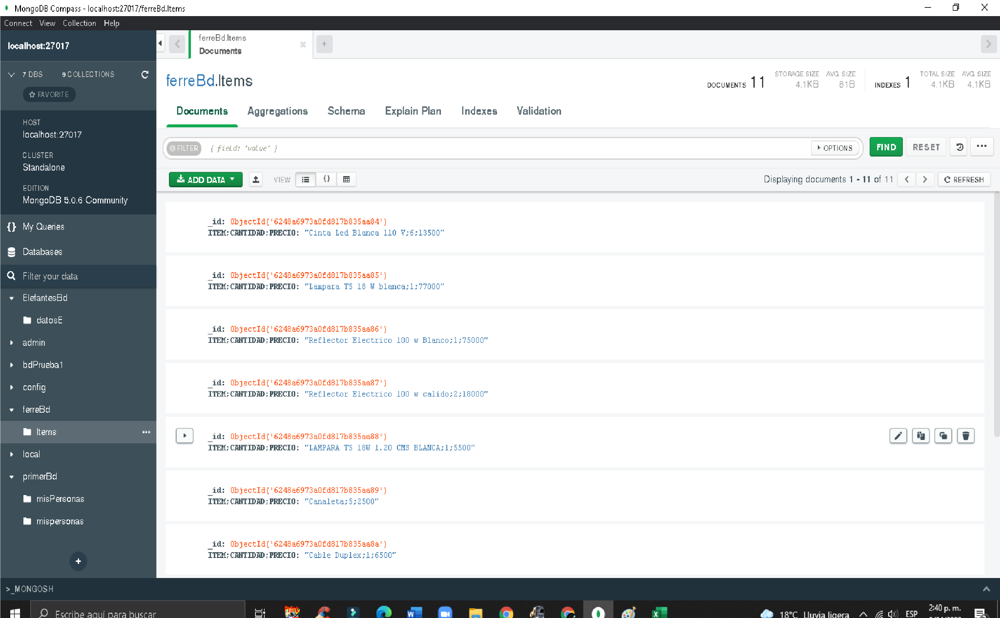 MongoDB Compass - localhost:27017/ferreBd.Items
Connect View Collection Help
localhost:27017
7 DBS 9 COLLECTIONS
FAVORITE
HOST
localhost:27017
CLUSTER
Standalone
EDITION
MongoDB 5.0.6 Community
{} My Queries
Databases
Filter your data
ElefantesBd
datosE
admin
bdPrueba1
config
ferreBd
Items
local
primerBd
misPersonas
mispersonas
+
ferreBd.Items
Documents
+
ferreBd.Items
DOCUMENTS 11
STORAGE SIZE
4.1KB
AVG. SIZE
61B
INDEXES 1
TOTAL SIZE
4.1KB
AVG. SIZE
4.1KB
Documents Aggregations Schema Explain Plan Indexes Validation
FILTER { field: 'value' }
OPTIONS FIND RESET
ADD DATA VIEW {}
Displaying documents 1 - 11 of 11 REFRESH
_id: ObjectId('6248a6973a0fd817b835aa84')
ITEM;CANTIDAD;PRECIO: "Cinta Led Blanca 110 V;6;13500"
_id: ObjectId('6248a6973a0fd817b835aa85')
ITEM;CANTIDAD;PRECIO: "Lampara T5 18 W blanca;1;77000"
_id: ObjectId('6248a6973a0fd817b835aa86')
ITEM;CANTIDAD;PRECIO: "Reflector Electrico 100 w Blanco;1;75000"
_id: ObjectId('6248a6973a0fd817b835aa87')
ITEM;CANTIDAD;PRECIO: "Reflector Electrico 100 w calido;2;18000"
_id: ObjectId('6248a6973a0fd817b835aa88')
ITEM;CANTIDAD;PRECIO: "LAMPARA T5 18W 1.20 CMS BLANCA;1;5500"
_id: ObjectId('6248a6973a0fd817b835aa89')
ITEM;CANTIDAD;PRECIO: "Canaleta;5;2500"
_id: ObjectId('6248a6973a0fd817b835aa8a')
ITEM;CANTIDAD;PRECIO: "Cable Duplex;1;6500"
>_MONGOSH
Escribe aquí para buscar
18°C Lluvia ligera
ESP
2:40 p. m.